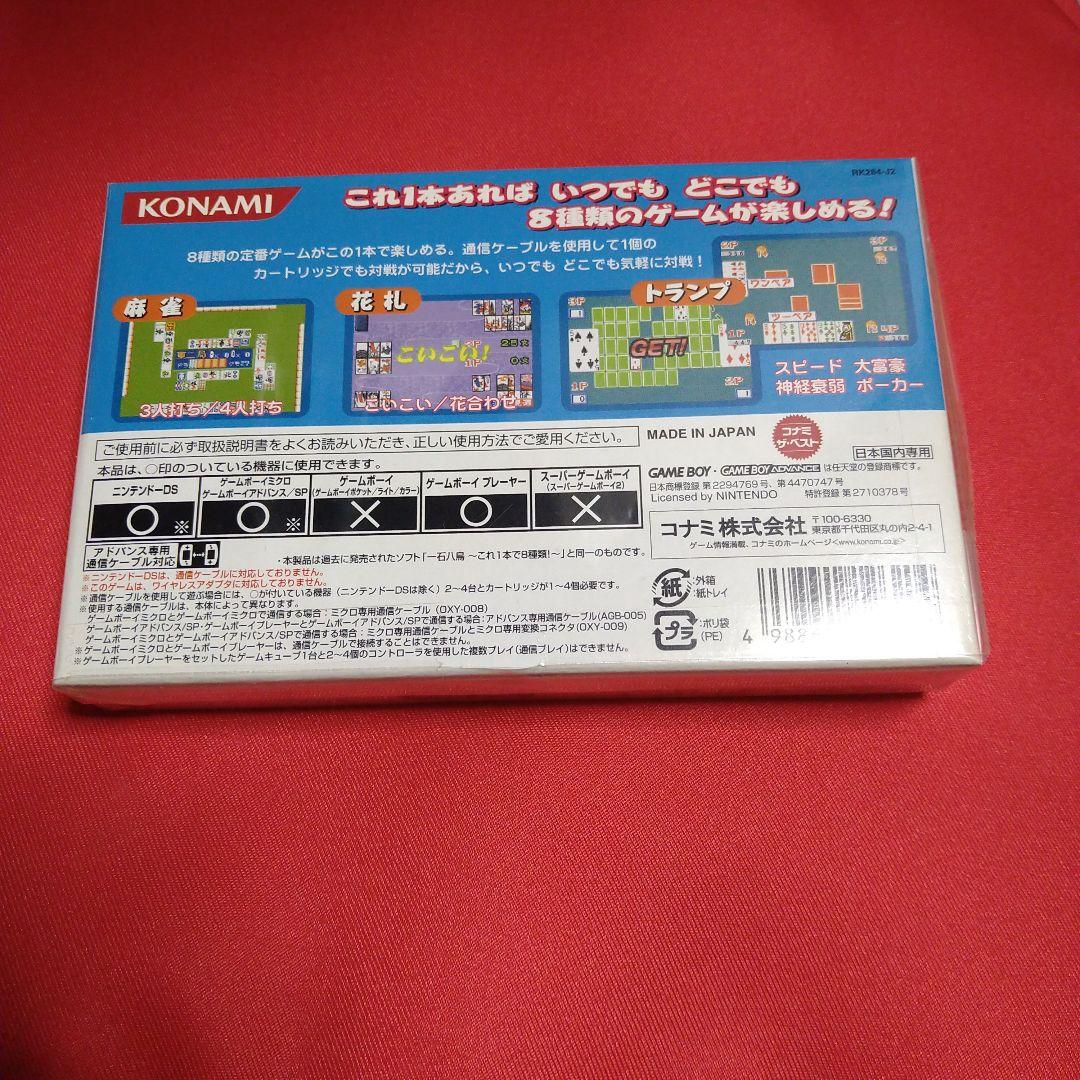 RK264-J2
KONAMI
これ1本あれば いつでも どこでも
8種類のゲームが楽しめる!
8種類の定番ゲームがこの1本で楽しめる。通信ケーブルを使用して1個の
カートリッジでも対戦が可能だから、いつでも どこでも気軽に対戦!
麻雀
3人打ち/4人打ち
花札
こいこい!
2P
1P
こいこい/花合わせ
トランプ
3P
GET!
1P
2P
ワンペア
ツーペア
スピード 大富豪
神経衰弱 ポーカー
ご使用前に必ず取扱説明書をよくお読みいただき、正しい使用方法でご愛用ください。
MADE IN JAPAN
コナミ
ザ・ベスト
日本国内専用
本品は、○印のついている機器に使用できます。
ニンテンドーDS
○※
ゲームボーイミクロ
ゲームボーイアドバンス/SP
○※
ゲームボーイ
(ゲームボーイポケット/ライト/カラー)
×
ゲームボーイ プレーヤー
○
スーパーゲームボーイ
(スーパーゲームボーイ2)
×
GAME BOY・GAME BOY ADVANCE は任天堂の登録商標です。
日本商標登録 第2294769号、第4470747号
Licensed by NINTENDO 特許登録 第2710378号
コナミ株式会社 〒100-6330
東京都千代田区丸の内2-4-1
ゲーム情報満載、コナミのホームページ<www.konami.co.jp>
アドバンス専用
通信ケーブル対応
・本製品は過去に発売されたソフト「一石八鳥 〜これ1本で8種類!〜」と同一のものです。
※ニンテンドーDSは、通信ケーブルに対応しておりません。
※このゲームは、ワイヤレスアダプタに対応しておりません。
※通信ケーブルを使用して遊ぶ場合には、○が付いている機器(ニンテンドーDSは除く)2〜4台とカートリッジが1〜4個必要です。
※使用する通信ケーブルは、本体によって異なります。
ゲームボーイミクロとゲームボーイミクロで通信する場合:ミクロ専用通信ケーブル(OXY-008)
ゲームボーイアドバンス/SP・ゲームボーイプレーヤーとゲームボーイアドバンス/SPで通信する場合:アドバンス専用通信ケーブル(AGB-005)
ゲームボーイミクロとゲームボーイアドバンス/SPで通信する場合:ミクロ専用通信ケーブルとミクロ専用変換コネクタ(OXY-009)
※ゲームボーイミクロとゲームボーイプレーヤーは、通信ケーブルで接続することはできません。
※ゲームボーイプレーヤーをセットしたゲームキューブ1台と2〜4個のコントローラを使用した複数プレイ(通信プレイ)はできません。
紙
:外箱
:紙トレイ
プラ
:ポリ袋
(PE)
4 988